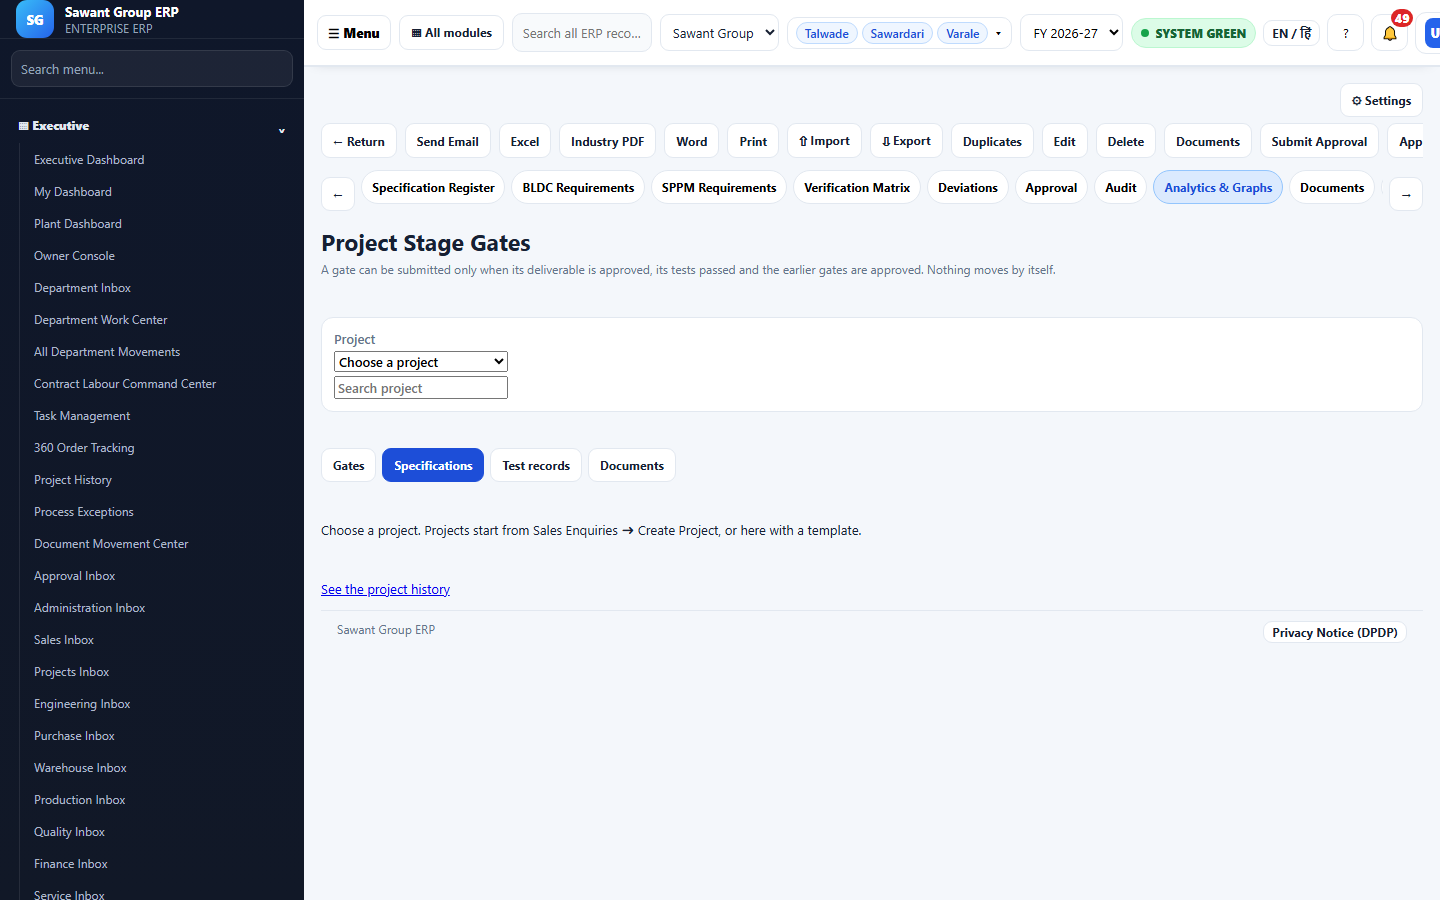 SG
Sawant Group ERP
ENTERPRISE ERP
Search menu...
Executive
Executive Dashboard
My Dashboard
Plant Dashboard
Owner Console
Department Inbox
Department Work Center
All Department Movements
Contract Labour Command Center
Task Management
360 Order Tracking
Project History
Process Exceptions
Document Movement Center
Approval Inbox
Administration Inbox
Sales Inbox
Projects Inbox
Engineering Inbox
Purchase Inbox
Warehouse Inbox
Production Inbox
Quality Inbox
Finance Inbox
Service Inbox
☰ Menu
All modules
Search all ERP reco...
Sawant Group
Talwade
Sawardari
Varale
FY 2026-27
SYSTEM GREEN
EN / हिं
?
49
U
⚙ Settings
← Return
Send Email
Excel
Industry PDF
Word
Print
⇧ Import
⇩ Export
Duplicates
Edit
Delete
Documents
Submit Approval
App
←
Specification Register
BLDC Requirements
SPPM Requirements
Verification Matrix
Deviations
Approval
Audit
Analytics & Graphs
Documents
→
Project Stage Gates
A gate can be submitted only when its deliverable is approved, its tests passed and the earlier gates are approved. Nothing moves by itself.
Project
Choose a project
Search project
Gates
Specifications
Test records
Documents
Choose a project. Projects start from Sales Enquiries → Create Project, or here with a template.
See the project history
Sawant Group ERP
Privacy Notice (DPDP)